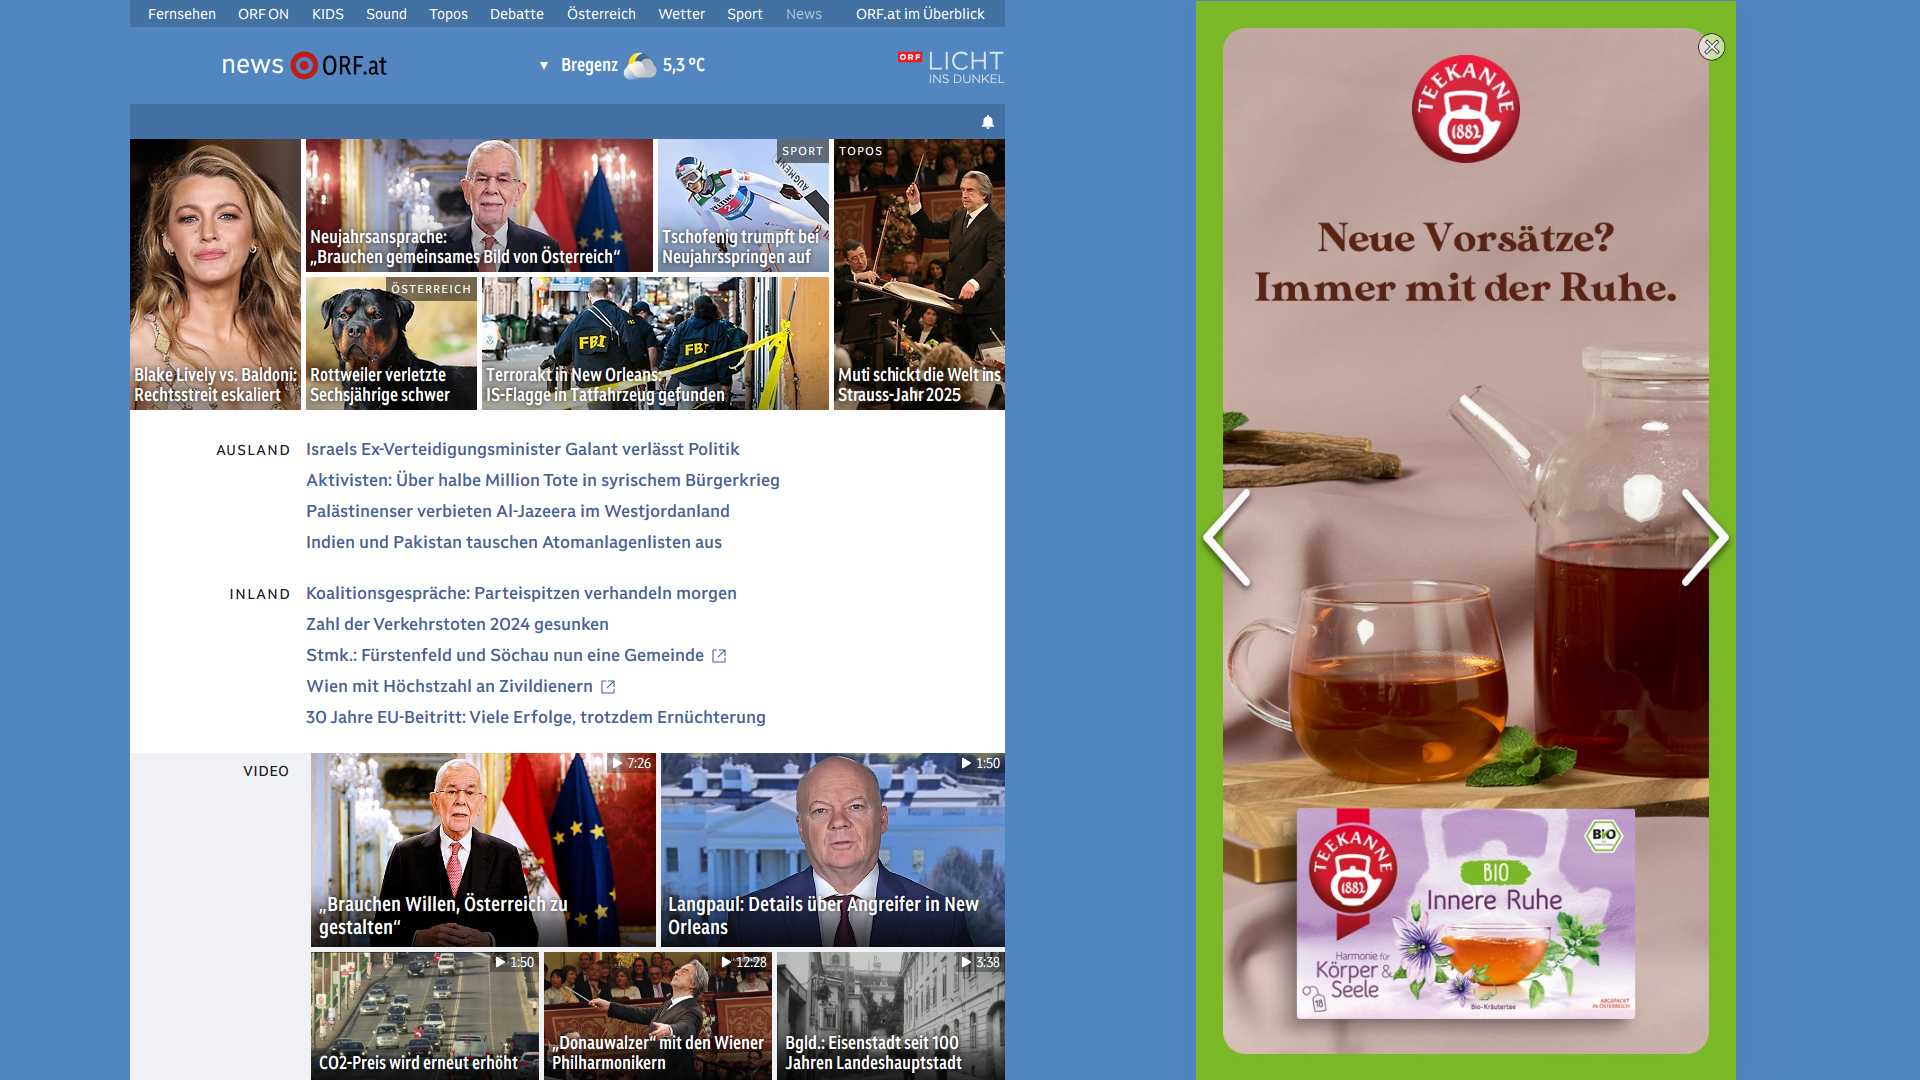 Fernsehen ORF ON KIDS Sound Topos Debatte Österreich Wetter Sport News ORF.at im Überblick
news ORF.at
▼ Bregenz 5,3 °C
ORF LICHT
INS DUNKEL
Blake Lively vs. Baldoni:
Rechtsstreit eskaliert
Neujahrsansprache:
„Brauchen gemeinsames Bild von Österreich“
SPORT
Tschofenig trumpft bei
Neujahrsspringen auf
TOPOS
Muti schickt die Welt ins
Strauss-Jahr 2025
ÖSTERREICH
Rottweiler verletzte
Sechsjährige schwer
FBI
FBI
Terrorakt in New Orleans:
IS-Flagge in Tatfahrzeug gefunden
AUSLAND
Israels Ex-Verteidigungsminister Galant verlässt Politik
Aktivisten: Über halbe Million Tote in syrischem Bürgerkrieg
Palästinenser verbieten Al-Jazeera im Westjordanland
Indien und Pakistan tauschen Atomanlagenlisten aus
INLAND
Koalitionsgespräche: Parteispitzen verhandeln morgen
Zahl der Verkehrstoten 2024 gesunken
Stmk.: Fürstenfeld und Söchau nun eine Gemeinde
Wien mit Höchstzahl an Zivildienern
30 Jahre EU-Beitritt: Viele Erfolge, trotzdem Ernüchterung
VIDEO
7:26
„Brauchen Willen, Österreich zu
gestalten“
1:50
Langpaul: Details über Angreifer in New
Orleans
1:50
CO2-Preis wird erneut erhöht
12:28
„Donauwalzer“ mit den Wiener
Philharmonikern
3:38
Bgld.: Eisenstadt seit 100
Jahren Landeshauptstadt
TEEKANNE
1882
Neue Vorsätze?
Immer mit der Ruhe.
TEEKANNE
1882
BIO
BIO
Innere Ruhe
Harmonie für
Körper &
Seele
18
Bio-Kräutertee
ABGEPACKT
IN ÖSTERREICH